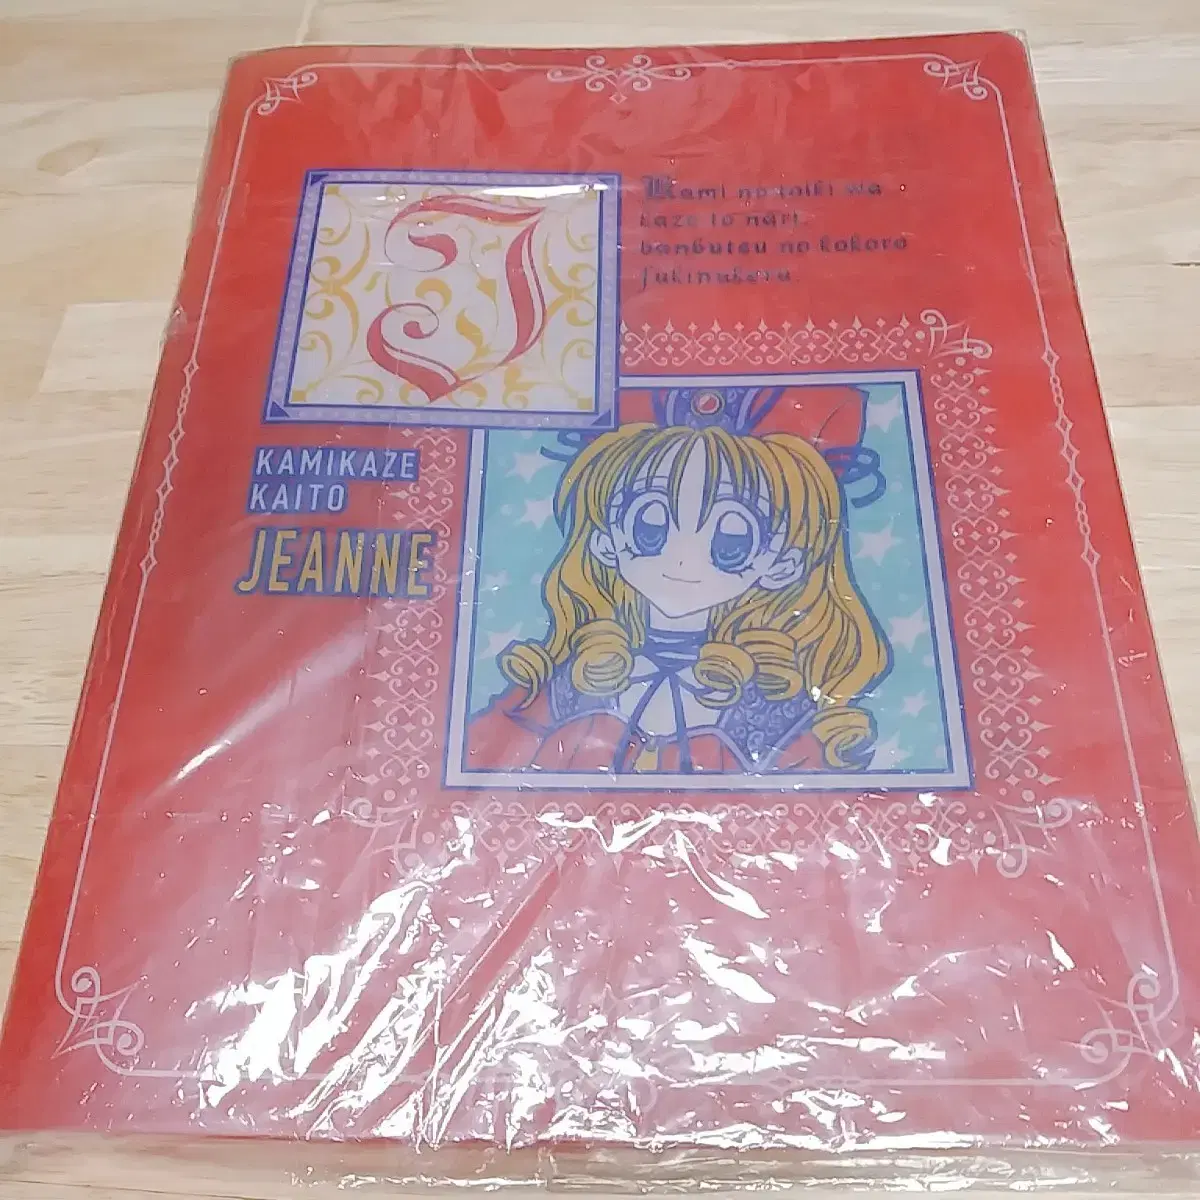 Kami no toiki wa
kaze to nari,
banbutsu no kokoro
fukinukeru.
J
KAMIKAZE
KAITO
JEANNE